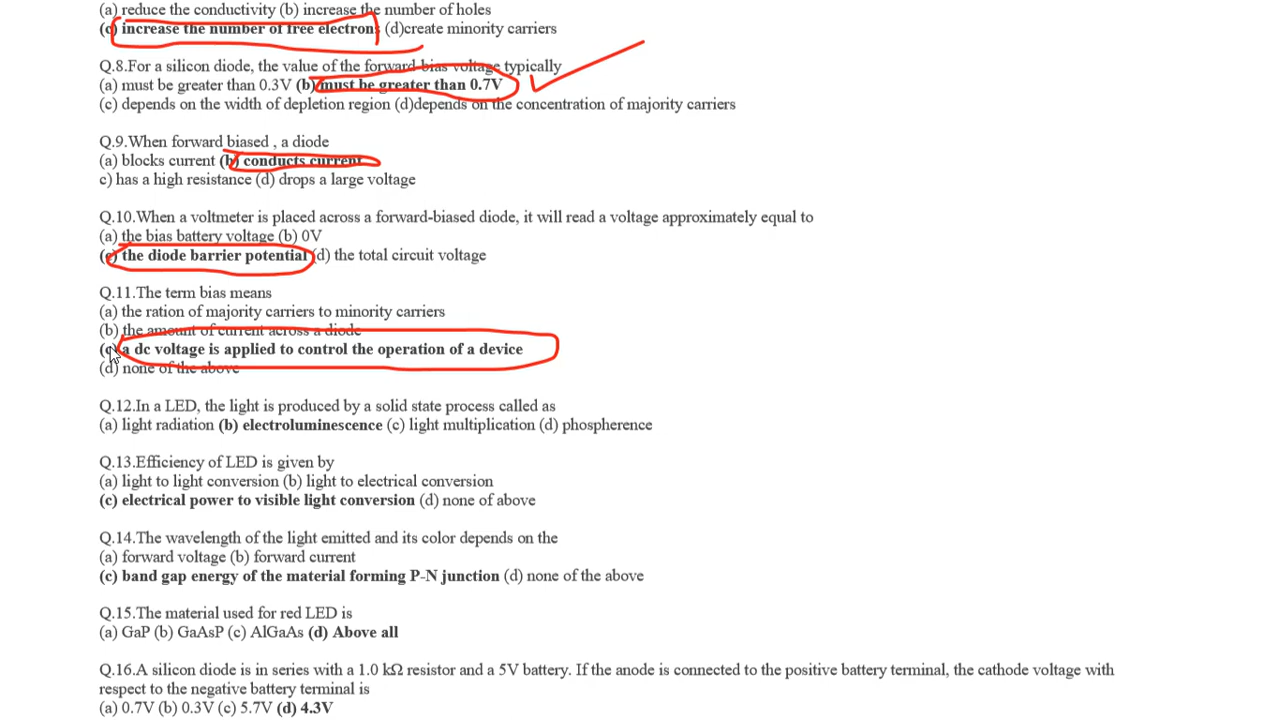 (a) reduce the conductivity (b) increase the number of holes
(c) increase the number of free electrons (d)create minority carriers
Q.8.For a silicon diode, the value of the forward-bias voltage typically
(a) must be greater than 0.3V (b) must be greater than 0.7V
(c) depends on the width of depletion region (d)depends on the concentration of majority carriers
Q.9.When forward biased , a diode
(a) blocks current (b) conducts current
c) has a high resistance (d) drops a large voltage
Q.10.When a voltmeter is placed across a forward-biased diode, it will read a voltage approximately equal to
(a) the bias battery voltage (b) 0V
(c) the diode barrier potential (d) the total circuit voltage
Q.11.The term bias means
(a) the ration of majority carriers to minority carriers
(b) the amount of current across a diode
(c) a dc voltage is applied to control the operation of a device
(d) none of the above
Q.12.In a LED, the light is produced by a solid state process called as
(a) light radiation (b) electroluminescence (c) light multiplication (d) phospherence
Q.13.Efficiency of LED is given by
(a) light to light conversion (b) light to electrical conversion
(c) electrical power to visible light conversion (d) none of above
Q.14.The wavelength of the light emitted and its color depends on the
(a) forward voltage (b) forward current
(c) band gap energy of the material forming P-N junction (d) none of the above
Q.15.The material used for red LED is
(a) GaP (b) GaAsP (c) AlGaAs (d) Above all
Q.16.A silicon diode is in series with a 1.0 kΩ resistor and a 5V battery. If the anode is connected to the positive battery terminal, the cathode voltage with
respect to the negative battery terminal is
(a) 0.7V (b) 0.3V (c) 5.7V (d) 4.3V